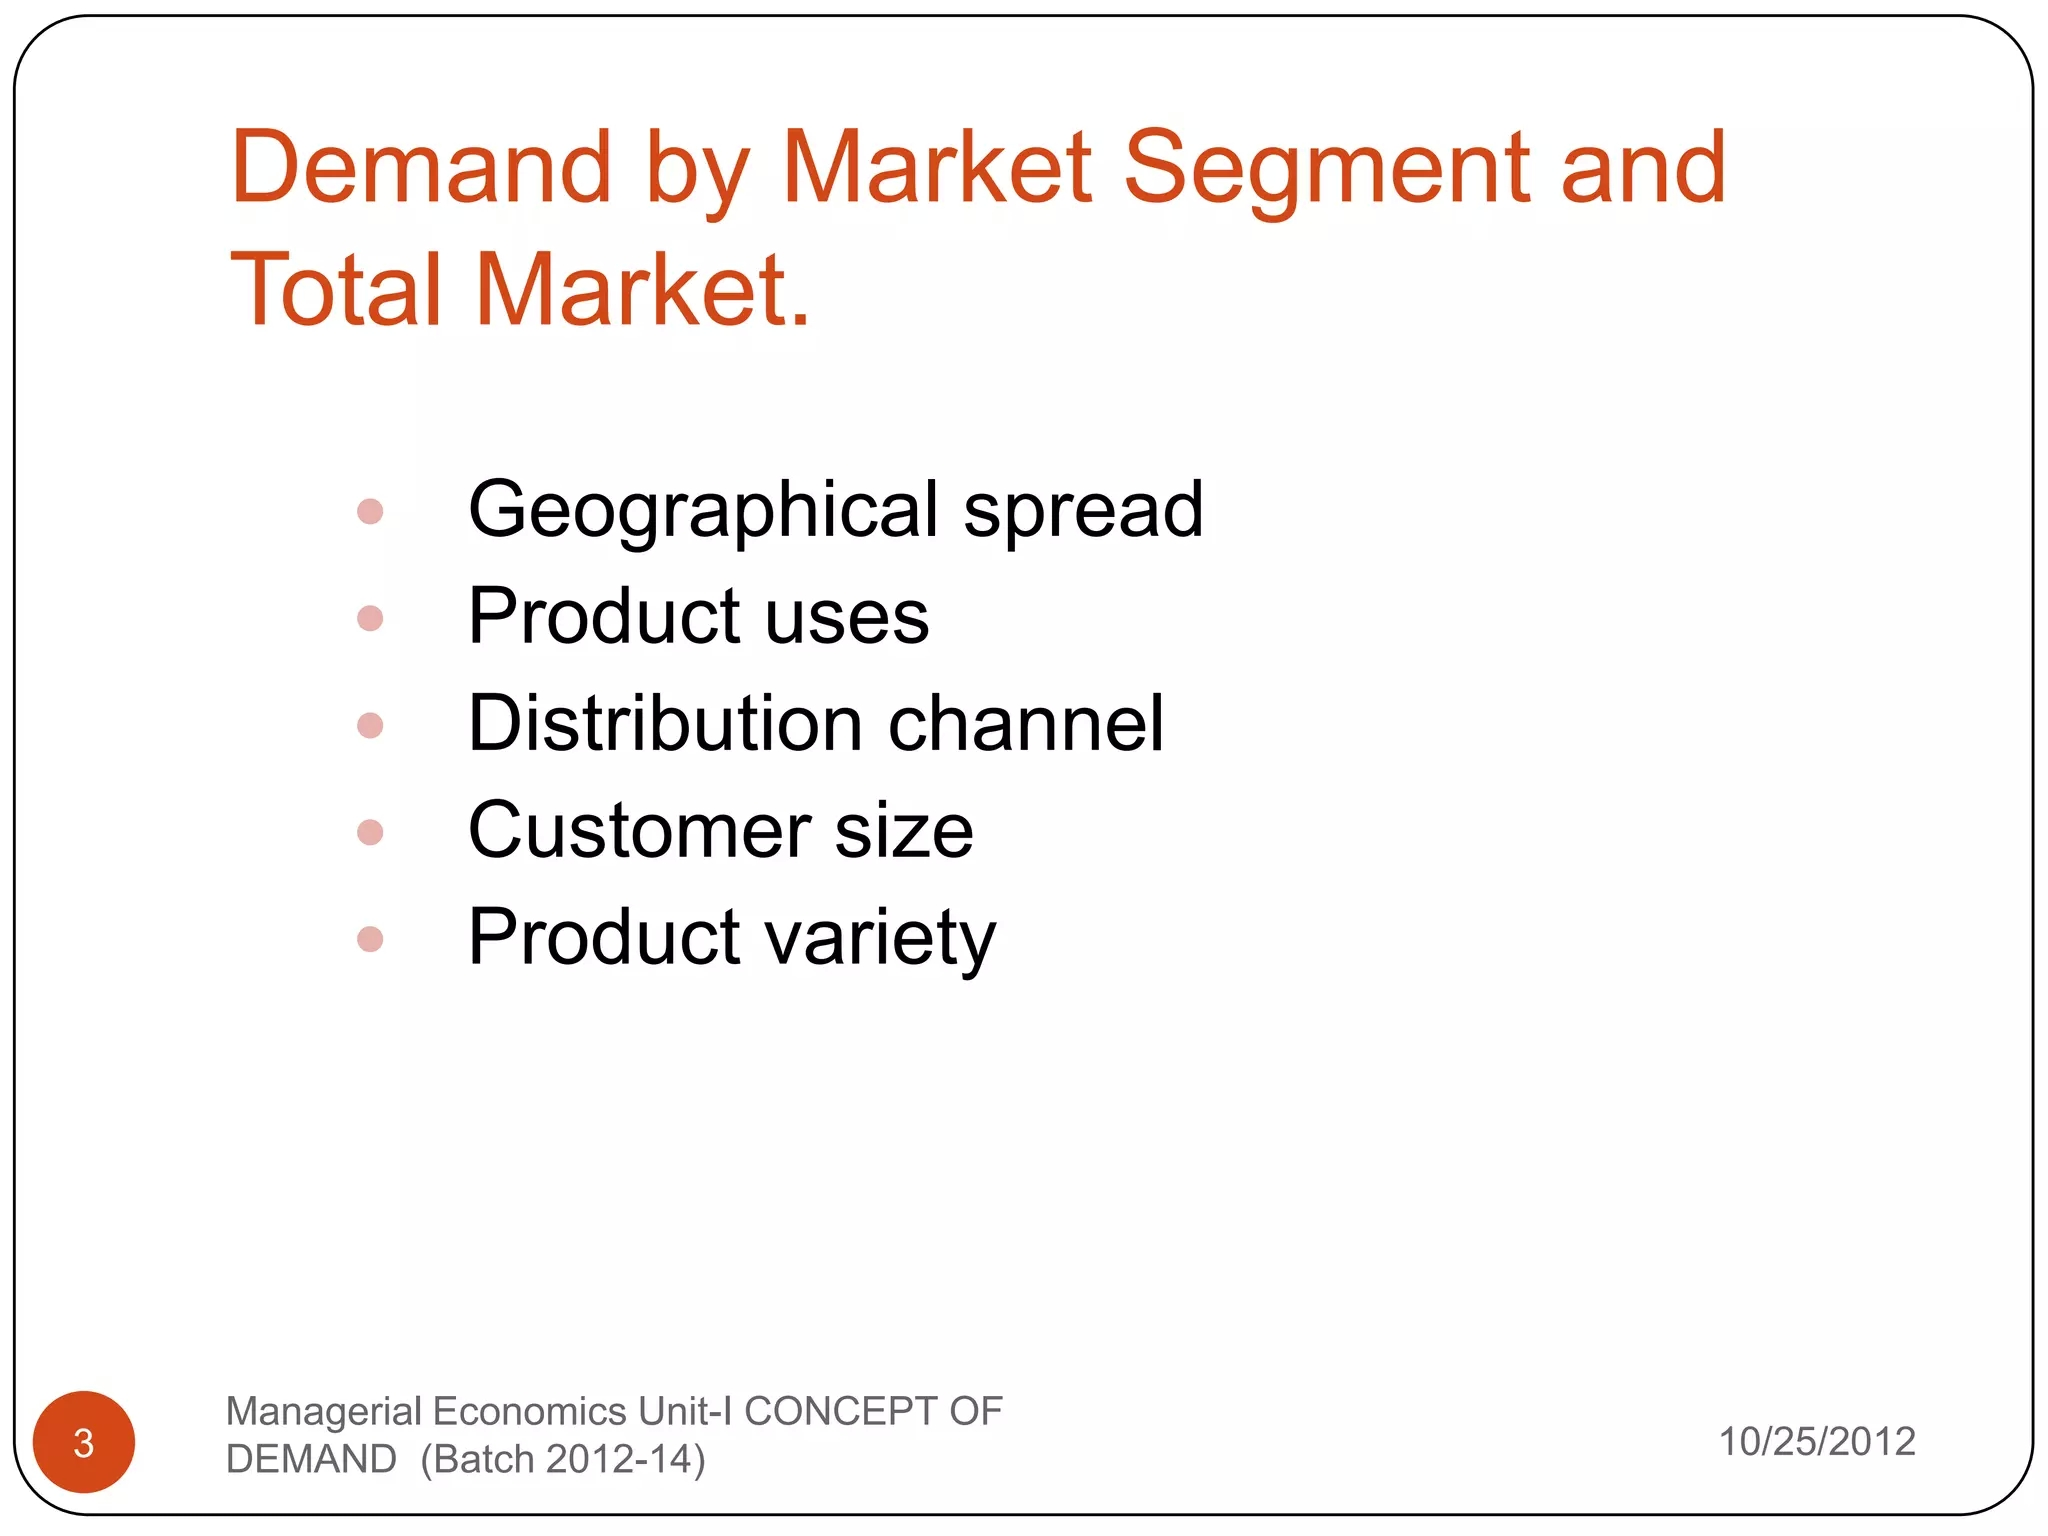 Demand by Market Segment and
Total Market.
Geographical spread
Product uses
Distribution channel
Customer size
Product variety
3
Managerial Economics Unit-I CONCEPT OF
DEMAND (Batch 2012-14)
10/25/2012